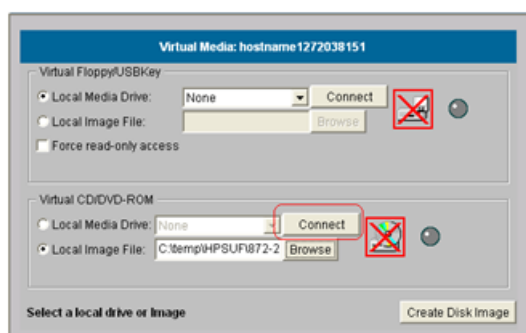 Virtual Media: hostname1272038151
Virtual Floppy/USBKey
Local Media Drive: None Connect
Local Image File: Browse
Force read-only access
Virtual CD/DVD-ROM
Local Media Drive: None Connect
Local Image File: C:\temp\HPSUF\872-2 Browse
Select a local drive or Image Create Disk Image